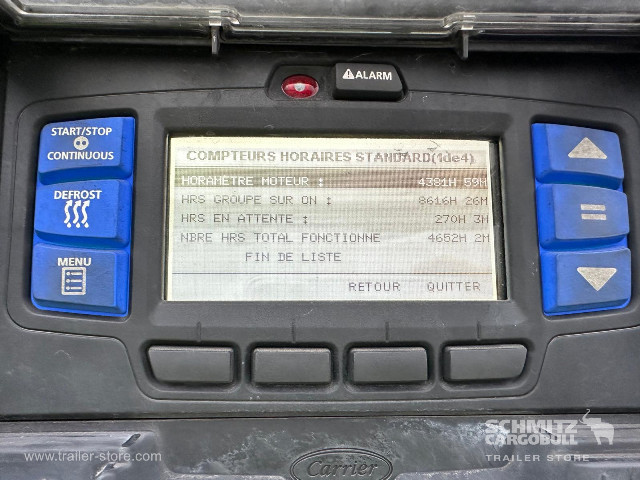 ALARM
START/STOP
CONTINUOUS
DEFROST
MENU
COMPTEURS HORAIRES STANDARD(1de4)
HORAMÈTRE MOTEUR : 4381H 59M
HRS GROUPE SUR ON : 8616H 26M
HRS EN ATTENTE : 270H 3M
NBRE HRS TOTAL FONCTIONNE 4652H 2M
FIN DE LISTE
RETOUR QUITTER
Carrier
www.trailer-store.com
SCHMITZ
CARGOBULL
TRAILER STORE